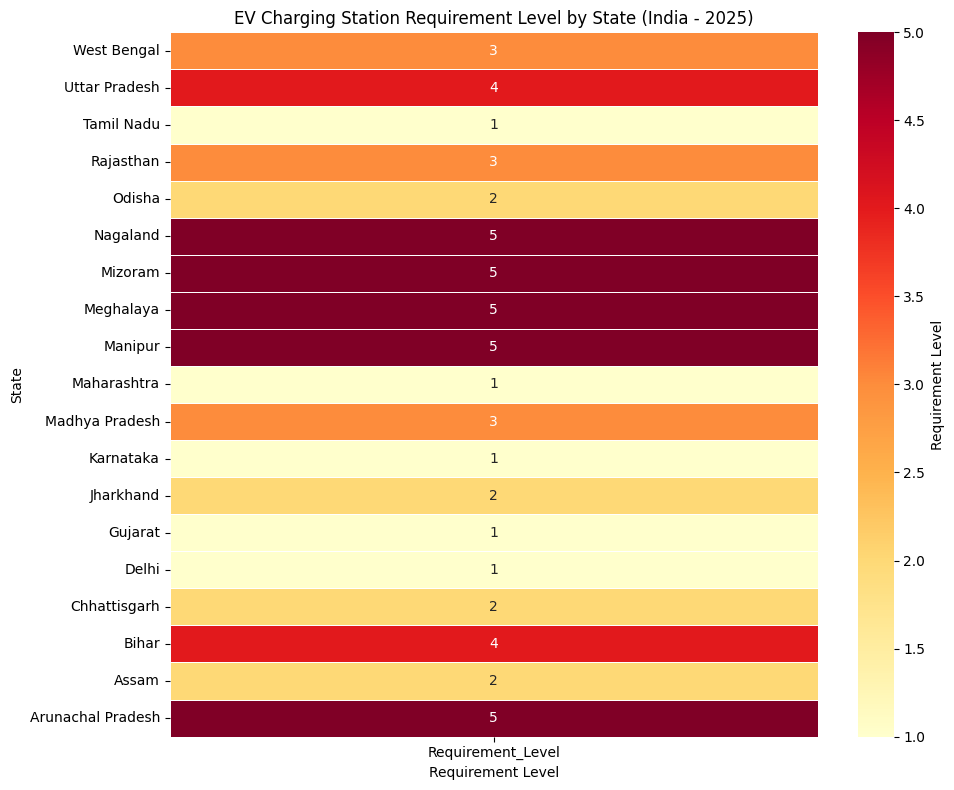 EV Charging Station Requirement Level by State (India - 2025)
State
West Bengal 3
Uttar Pradesh 4
Tamil Nadu 1
Rajasthan 3
Odisha 2
Nagaland 5
Mizoram 5
Meghalaya 5
Manipur 5
Maharashtra 1
Madhya Pradesh 3
Karnataka 1
Jharkhand 2
Gujarat 1
Delhi 1
Chhattisgarh 2
Bihar 4
Assam 2
Arunachal Pradesh 5
Requirement_Level
Requirement Level
5.0
4.5
4.0
3.5
3.0
2.5
2.0
1.5
1.0
Requirement Level